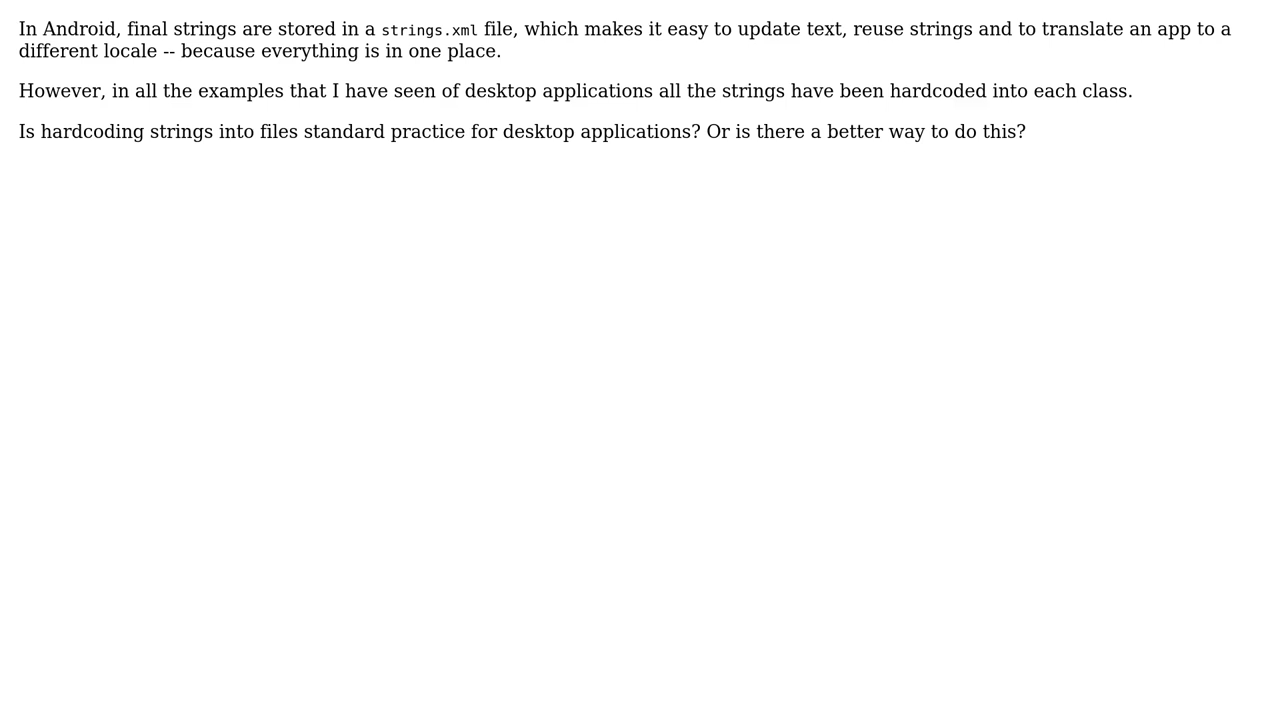 In Android, final strings are stored in a strings.xml file, which makes it easy to update text, reuse strings and to translate an app to a
different locale -- because everything is in one place.
However, in all the examples that I have seen of desktop applications all the strings have been hardcoded into each class.
Is hardcoding strings into files standard practice for desktop applications? Or is there a better way to do this?